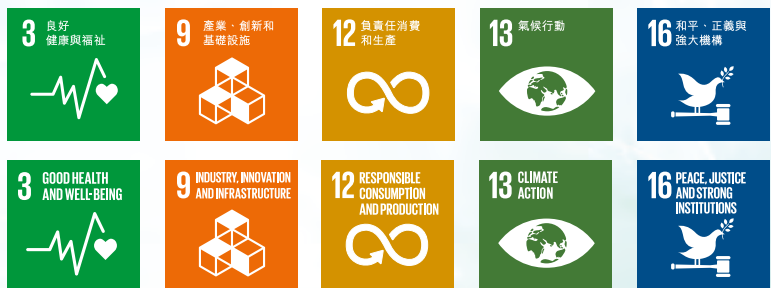 3 良好
健康與福祉
9 產業、創新和
基礎設施
12 負責任消費
和生產
13 氣候行動
16 和平、正義與
強大機構
3 GOOD HEALTH
AND WELL-BEING
9 INDUSTRY, INNOVATION
AND INFRASTRUCTURE
12 RESPONSIBLE
CONSUMPTION
AND PRODUCTION
13 CLIMATE
ACTION
16 PEACE, JUSTICE
AND STRONG
INSTITUTIONS